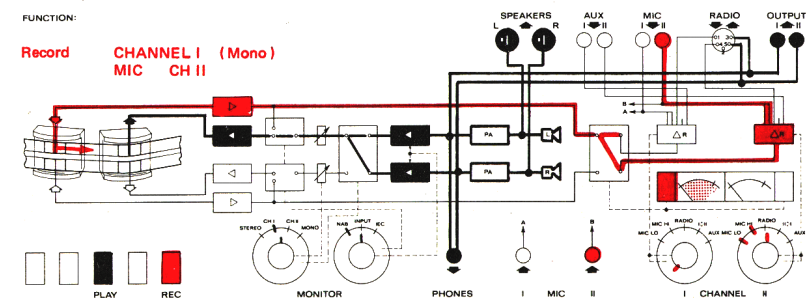 FUNCTION:
Record CHANNEL I (Mono)
MIC CH II
SPEAKERS
L R
AUX
I II
MIC
I II
RADIO
OUTPUT
I II
B
A
R
R
PA
L
PA
R
STEREO CH I CH II MONO
NAB INPUT IEC
A
B
MIC LO MIC HI RADIO AUX
MIC LO MIC HI RADIO AUX
PLAY REC
MONITOR
PHONES
I MIC II
I CHANNEL II